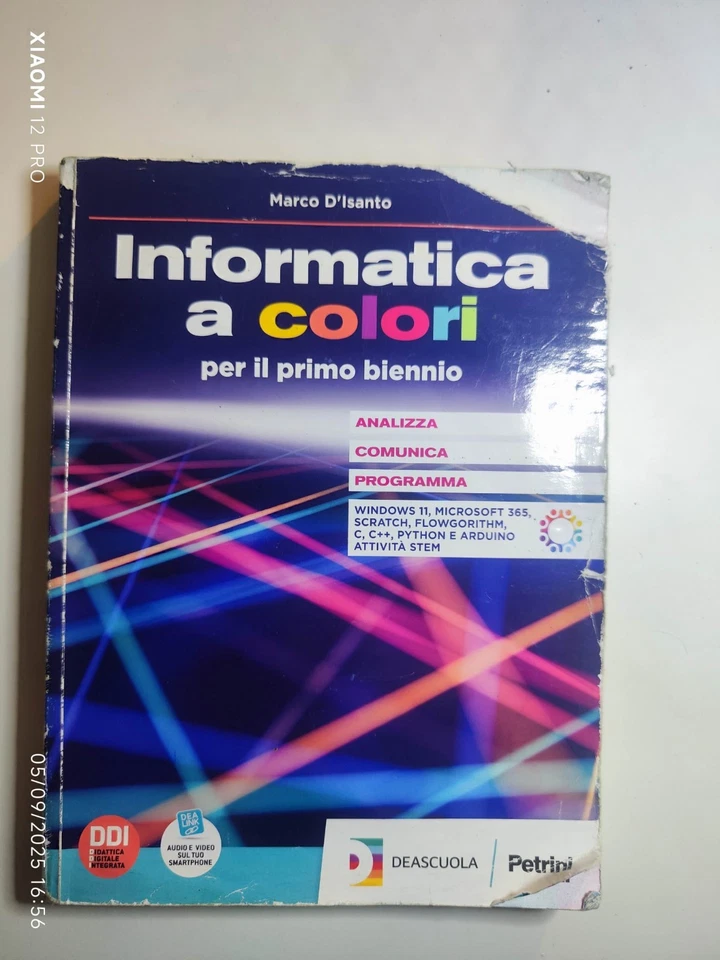 XIAOMI 12 PRO
Marco D'Isanto
Informatica
a colori
per il primo biennio
ANALIZZA
COMUNICA
PROGRAMMA
WINDOWS 11, MICROSOFT 365,
SCRATCH, FLOWGORITHM,
C, C++, PYTHON E ARDUINO
ATTIVITÀ STEM
DDI
DIDATTICA
DIGITALE
INTEGRATA
DEA
LINK
AUDIO E VIDEO
SUL TUO
SMARTPHONE
DEASCUOLA
Petrini
05/09/2025 16:56